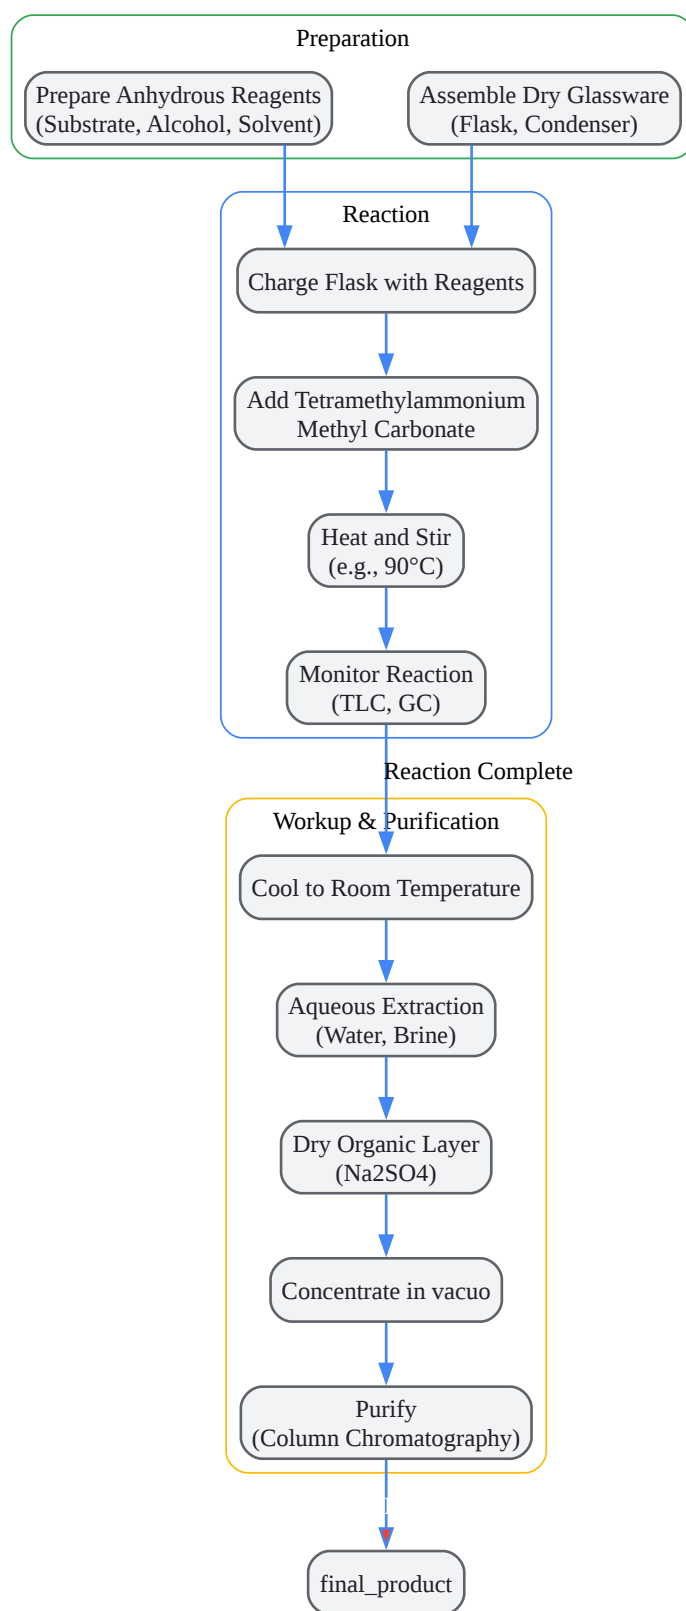 Preparation
Prepare Anhydrous Reagents
(Substrate, Alcohol, Solvent)
Assemble Dry Glassware
(Flask, Condenser)
Reaction
Charge Flask with Reagents
Add Tetramethylammonium
Methyl Carbonate
Heat and Stir
(e.g., 90°C)
Monitor Reaction
(TLC, GC)
Reaction Complete
Workup & Purification
Cool to Room Temperature
Aqueous Extraction
(Water, Brine)
Dry Organic Layer
(Na2SO4)
Concentrate in vacuo
Purify
(Column Chromatography)
final_product